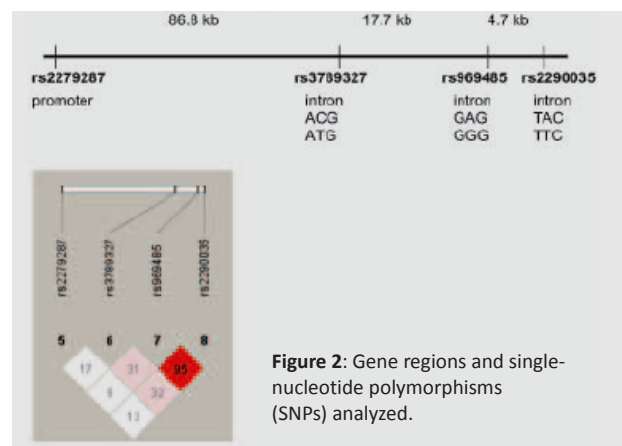 86.8 kb 17.7 kb 4.7 kb
rs2279287 rs3789327 rs969485 rs2290035
promoter intron intron intron
ACG GAG TAC
ATG GGG TTC
rs2279287 rs3789327 rs969485 rs2290035
5 6 7 8
17 31 95
9 32
13
Figure 2: Gene regions and single-
nucleotide polymorphisms
(SNPs) analyzed.